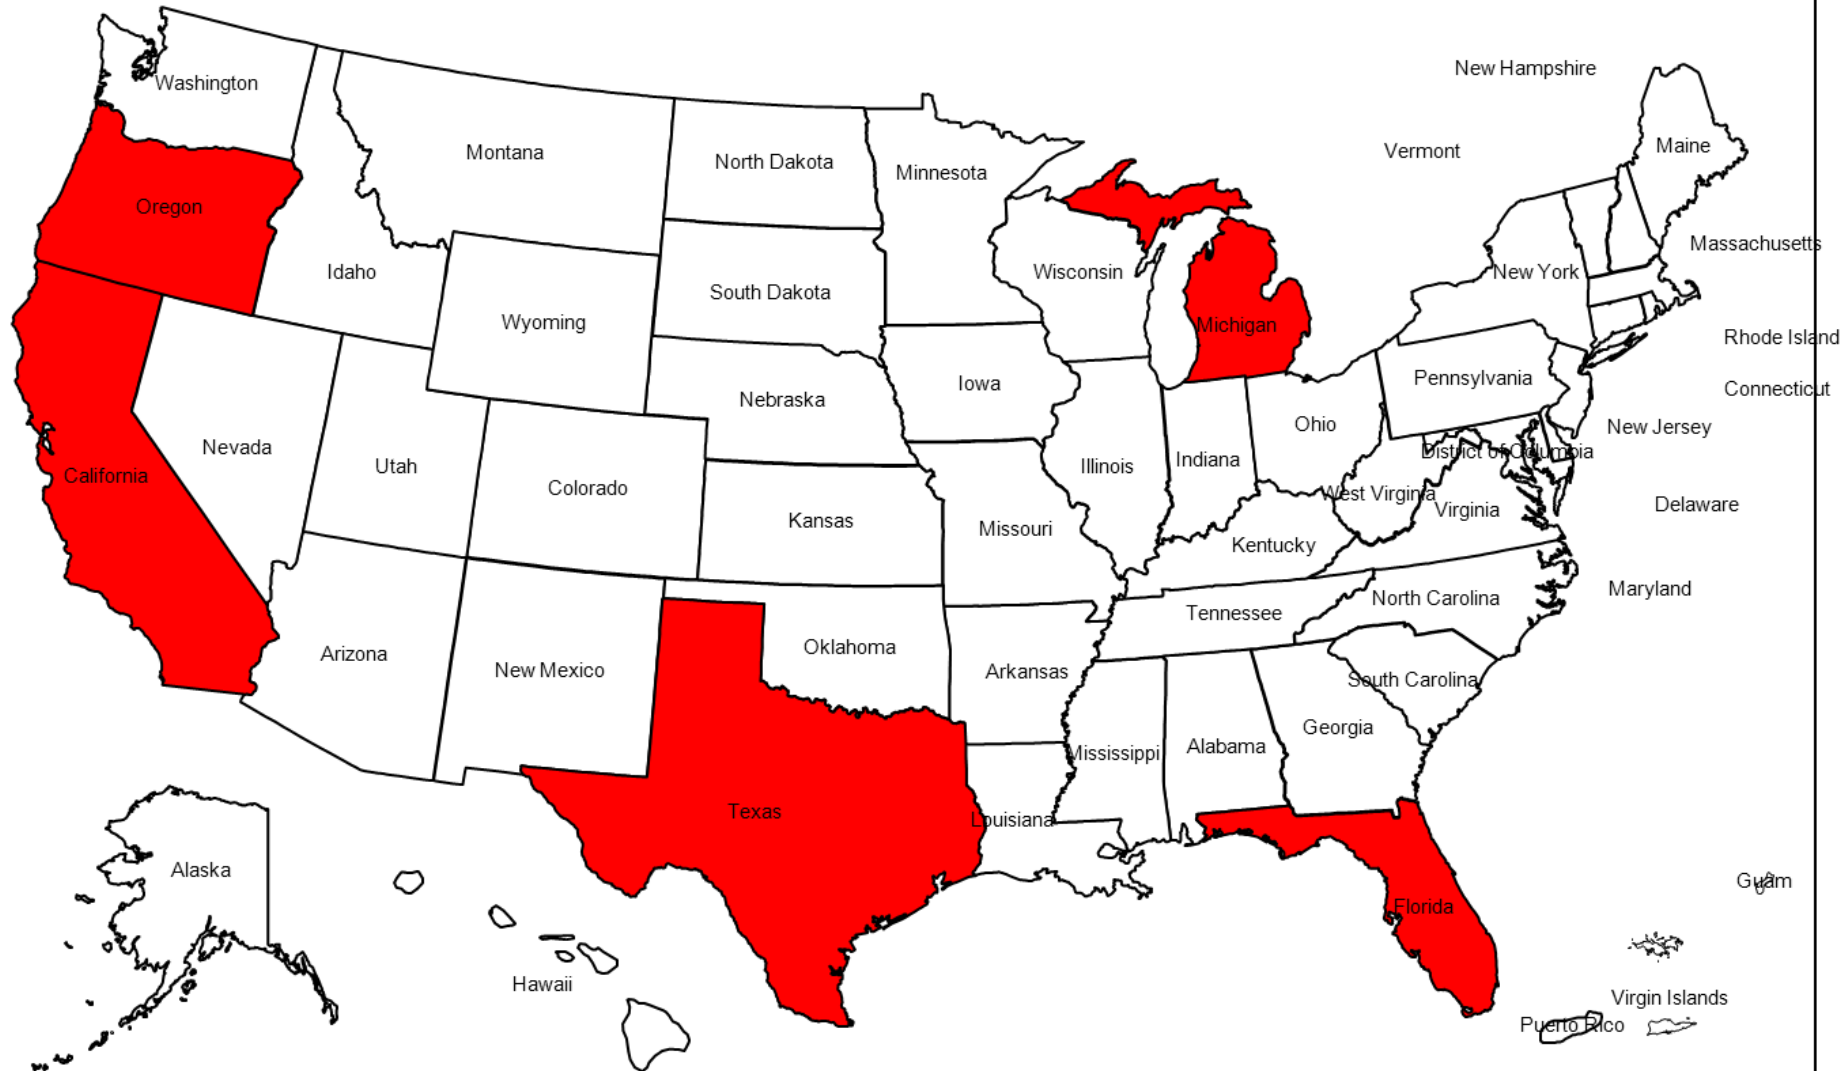 New Hampshire
Washington
Maine
Vermont
Montana
North Dakota
Minnesota
Oregon
Massachusetts
Idaho
Wisconsin
New York
South Dakota
Wyoming
Michigan
Rhode Island
Pennsylvania
Iowa
Connecticut
Nebraska
Ohio
New Jersey
Nevada
District of Columbia
Indiana
Utah
Illinois
California
Colorado
West Virginia
Delaware
Virginia
Kansas
Missouri
Kentucky
Maryland
North Carolina
Tennessee
Oklahoma
Arizona
New Mexico
Arkansas
South Carolina
Georgia
Alabama
Mississippi
Texas
Louisiana
Alaska
Guam
Florida
Hawaii
Virgin Islands
Puerto Rico